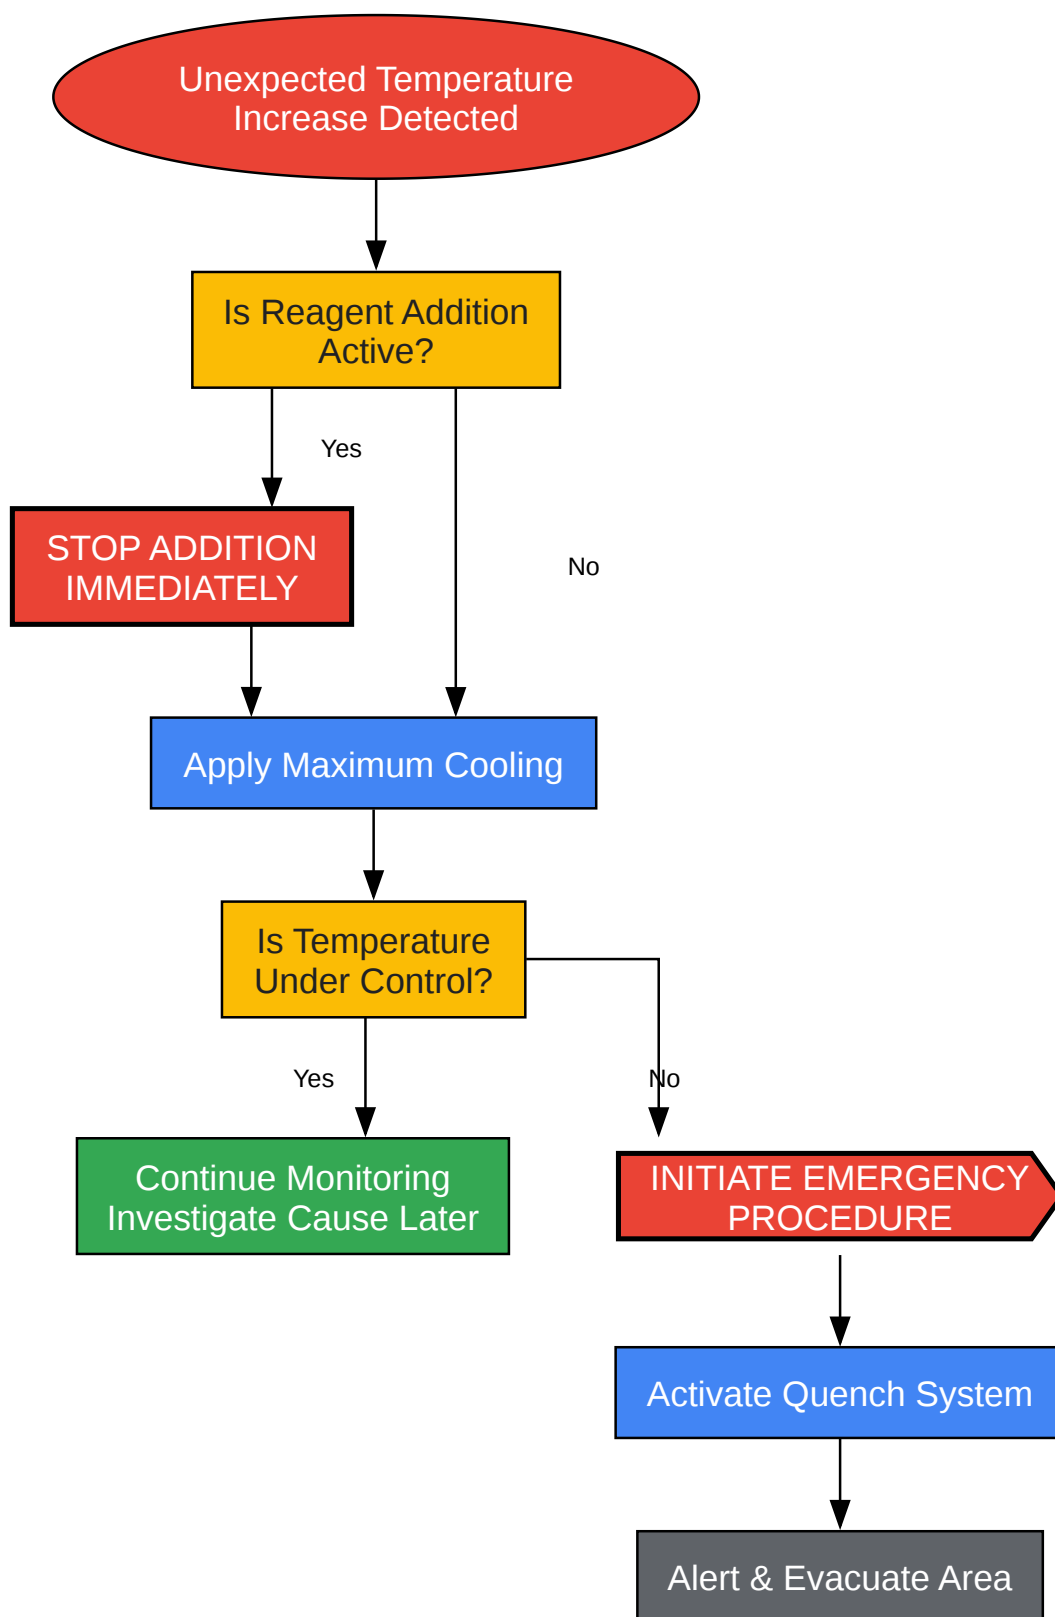 Unexpected Temperature
Increase Detected
Is Reagent Addition
Active?
Yes
STOP ADDITION
IMMEDIATELY
No
Apply Maximum Cooling
Is Temperature
Under Control?
Yes
No
Continue Monitoring
Investigate Cause Later
INITIATE EMERGENCY
PROCEDURE
Activate Quench System
Alert & Evacuate Area